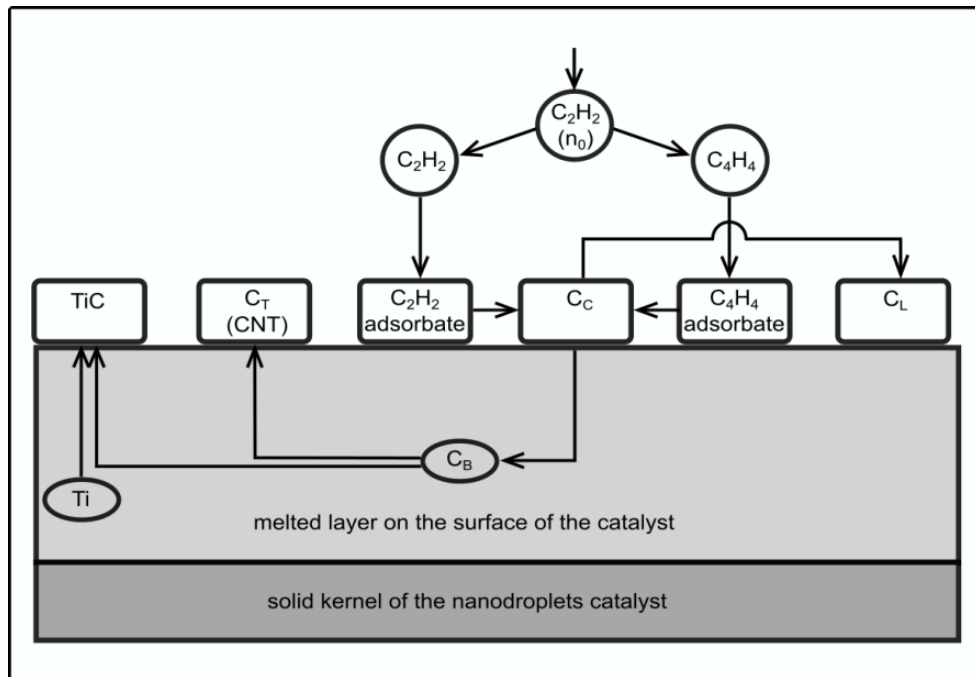 C₂H₂
(n₀)
C₂H₂
C₄H₄
TiC
C_T
(CNT)
C₂H₂
adsorbate
C_C
C₄H₄
adsorbate
C_L
C_B
Ti
melted layer on the surface of the catalyst
solid kernel of the nanodroplets catalyst